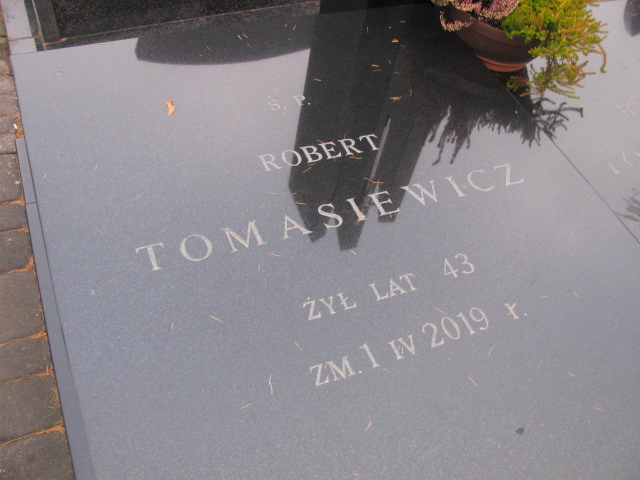 Ś. P.
ROBERT
TOMASIEWICZ
ŻYŁ LAT 43
ZM. 1 IV 2019 r.